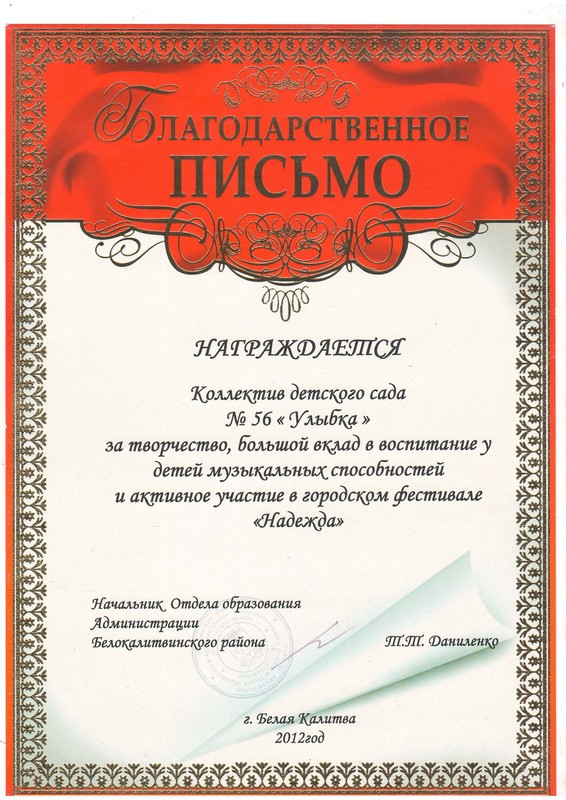 Благодарственное
ПИСЬМО
НАГРАЖДАЕТСЯ
Коллектив детского сада
№ 56 « Улыбка »
за творчество, большой вклад в воспитание у
детей музыкальных способностей
и активное участие в городском фестивале
«Надежда»
Начальник Отдела образования
Администрации
Белокалитвинского района
Т.Т. Даниленко
г. Белая Калитва
2012год